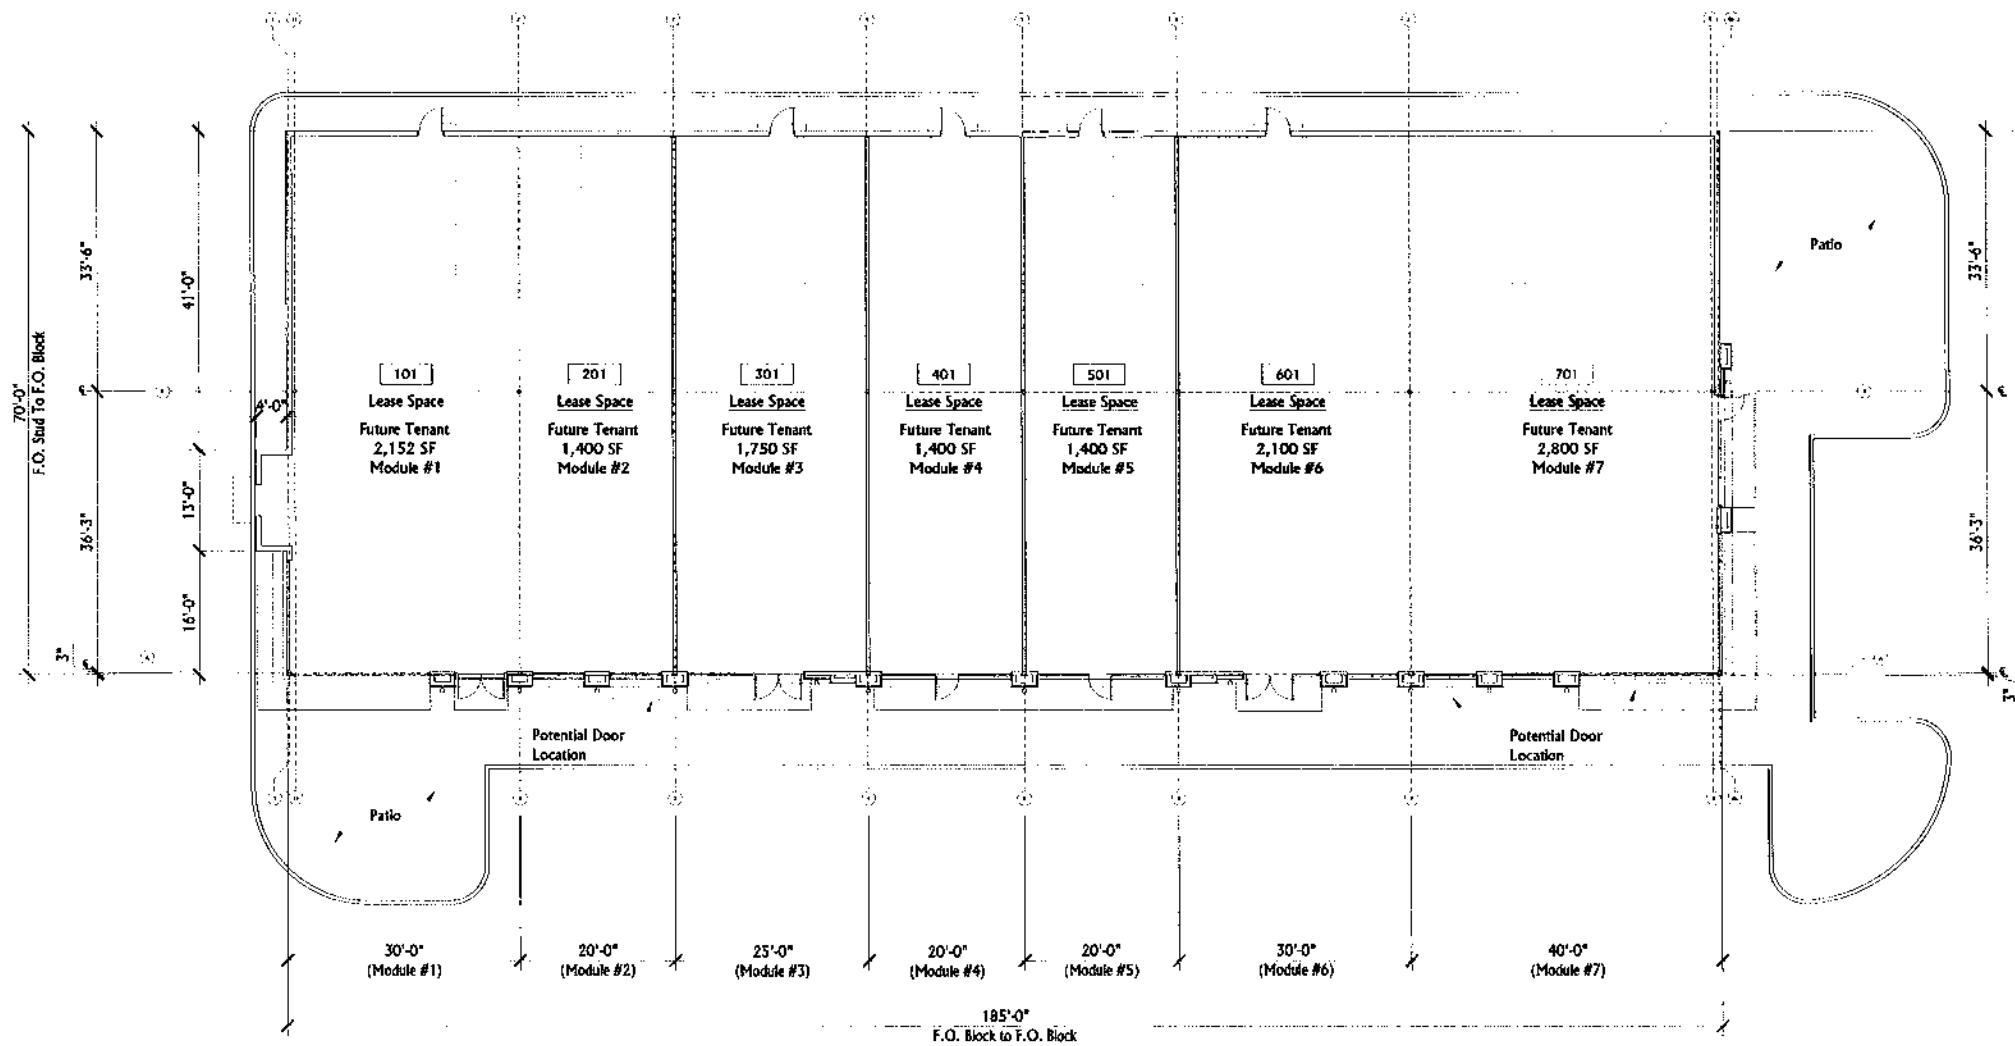 101
Lease Space
Future Tenant
2,152 SF
Module #1
201
Lease Space
Future Tenant
1,400 SF
Module #2
301
Lease Space
Future Tenant
1,750 SF
Module #3
401
Lease Space
Future Tenant
1,400 SF
Module #4
501
Lease Space
Future Tenant
1,400 SF
Module #5
601
Lease Space
Future Tenant
2,100 SF
Module #6
701
Lease Space
Future Tenant
2,800 SF
Module #7
Patio
70'-0"
F.O. Stud To F.O. Block
33'-6"
36'-3"
3"
41'-0"
13'-0"
16'-0"
4'-0"
33'-6"
36'-3"
3"
Potential Door
Location
Potential Door
Location
Patio
30'-0"
(Module #1)
20'-0"
(Module #2)
25'-0"
(Module #3)
20'-0"
(Module #4)
20'-0"
(Module #5)
30'-0"
(Module #6)
40'-0"
(Module #7)
185'-0"
F.O. Block to F.O. Block